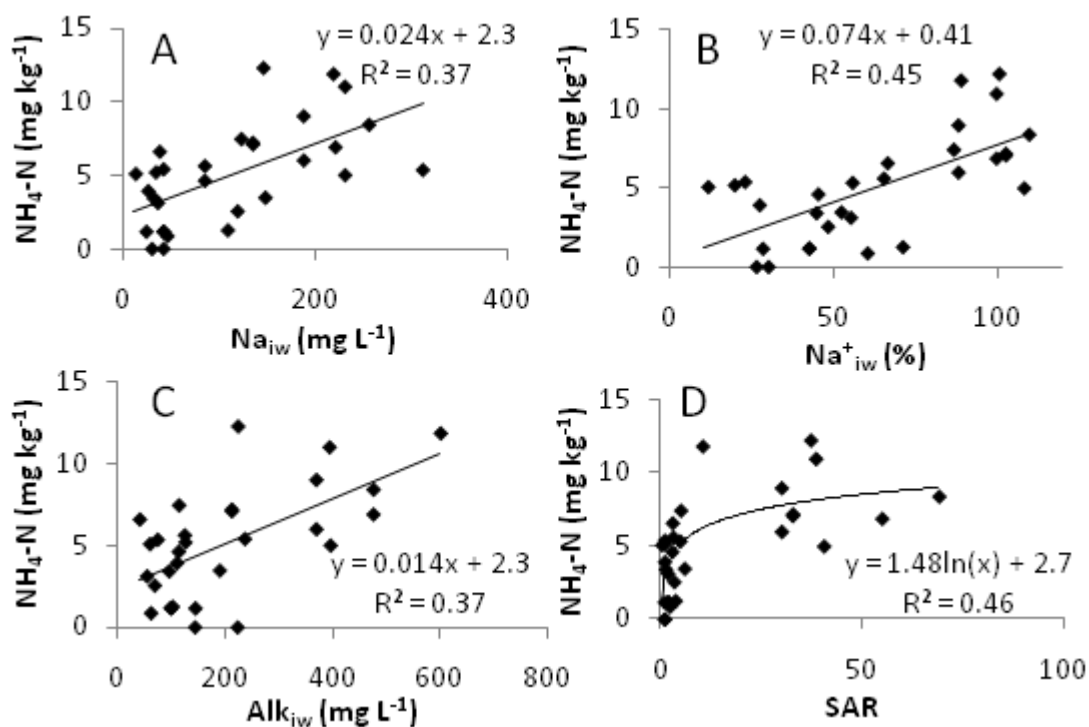 A
y = 0.024x + 2.3
R² = 0.37
NH₄-N (mg kg⁻¹)
15
10
5
0
0 200 400
Naᵢw (mg L⁻¹)
B
y = 0.074x + 0.41
R² = 0.45
NH₄-N (mg kg⁻¹)
15
10
5
0
0 50 100
Na⁺ᵢw (%)
C
y = 0.014x + 2.3
R² = 0.37
NH₄-N (mg kg⁻¹)
15
10
5
0
0 200 400 600 800
Alkᵢw (mg L⁻¹)
D
y = 1.48ln(x) + 2.7
R² = 0.46
NH₄-N (mg kg⁻¹)
15
10
5
0
0 50 100
SAR